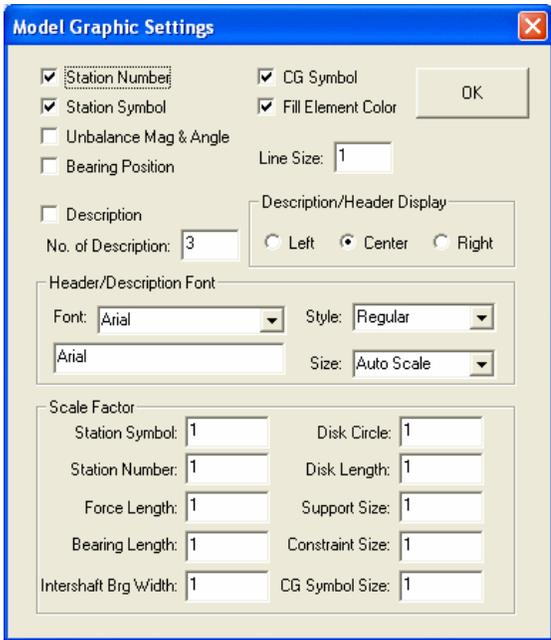 Model Graphic Settings
Station Number
CG Symbol
OK
Station Symbol
Fill Element Color
Unbalance Mag & Angle
Line Size: 1
Bearing Position
Description
Description/Header Display
No. of Description: 3
Left Center Right
Header/Description Font
Font: Arial
Style: Regular
Arial
Size: Auto Scale
Scale Factor
Station Symbol: 1
Disk Circle: 1
Station Number: 1
Disk Length: 1
Force Length: 1
Support Size: 1
Bearing Length: 1
Constraint Size: 1
Intershaft Brg Width: 1
CG Symbol Size: 1